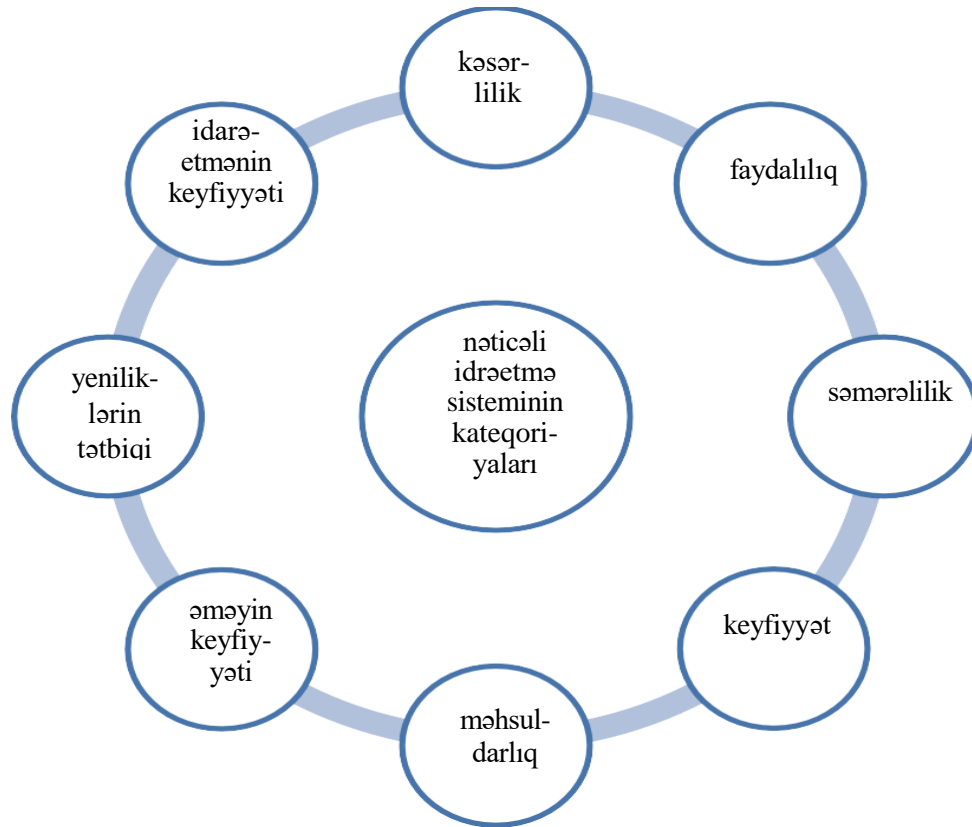 kəsər-
lilik
idarə-
etmənin
keyfiyyəti
faydalılıq
nəticəli
idrəetmə
sisteminin
kateqori-
yaları
yenilik-
lərin
tətbiqi
səmərəlilik
əməyin
keyfiy-
yəti
keyfiyyət
məhsul-
darlıq